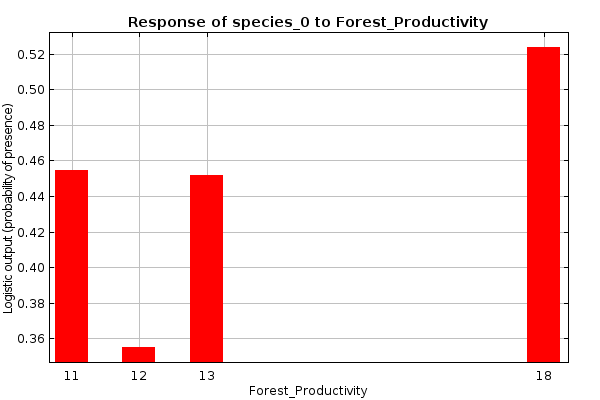 Response of species_0 to Forest_Productivity
Logistic output (probability of presence)
0.52
0.50
0.48
0.46
0.44
0.42
0.40
0.38
0.36
11 12 13 18
Forest_Productivity